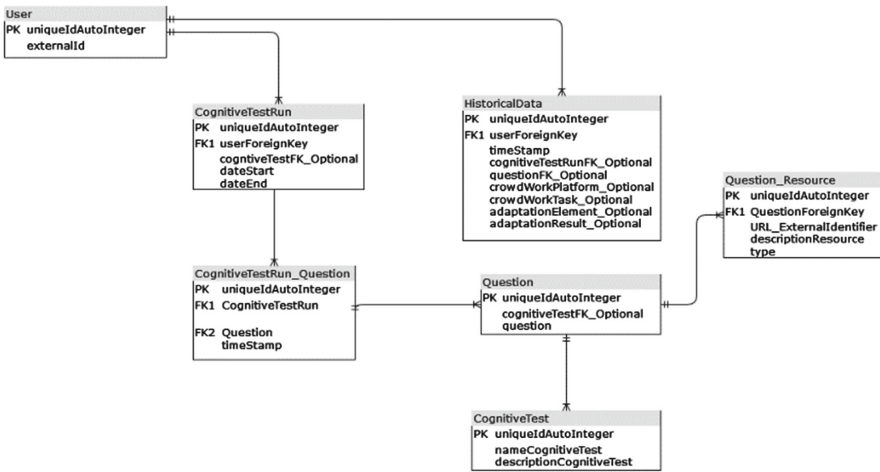 User
PK uniqueIdAutoInteger
externalId
CognitiveTestRun
PK uniqueIdAutoInteger
FK1 userForeignKey
cogntiveTestFK_Optional
dateStart
dateEnd
HistoricalData
PK uniqueIdAutoInteger
FK1 userForeignKey
timeStamp
cognitiveTestRunFK_Optional
questionFK_Optional
crowdWorkPlatform_Optional
crowdWorkTask_Optional
adaptationElement_Optional
adaptationResult_Optional
Question_Resource
PK uniqueIdAutoInteger
FK1 QuestionForeignKey
URL_ExternalIdentifier
descriptionResource
type
CognitiveTestRun_Question
PK uniqueIdAutoInteger
FK1 CognitiveTestRun
FK2 Question
timeStamp
Question
PK uniqueIdAutoInteger
cognitiveTestFK_Optional
question
CognitiveTest
PK uniqueIdAutoInteger
nameCognitiveTest
descriptionCognitiveTest